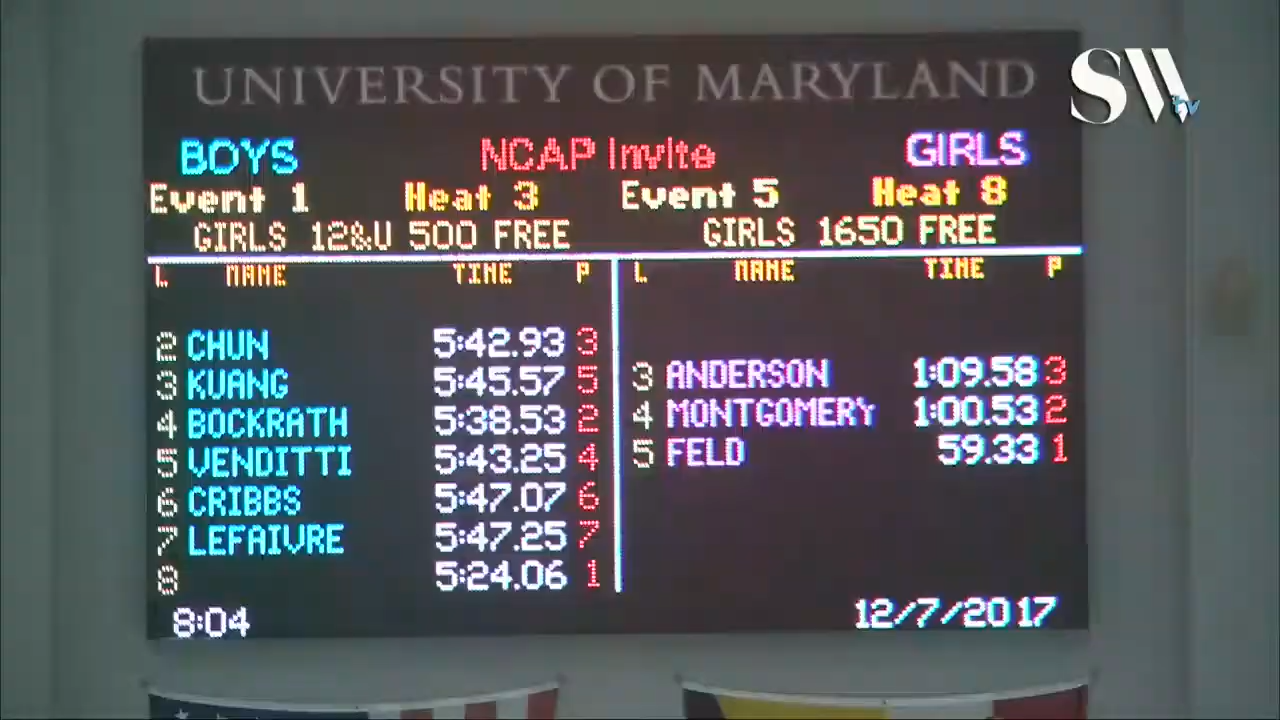 UNIVERSITY OF MARYLAND
SW TV
BOYS NCAP Invite GIRLS
Event 1 Heat 3 Event 5 Heat 8
GIRLS 12&U 500 FREE GIRLS 1650 FREE
L NAME TIME P L NAME TIME P
2 CHUN 5:42.93 3
3 KUANG 5:45.57 5
4 BOCKRATH 5:38.53 2
5 VENDITTI 5:43.25 4
6 CRIBBS 5:47.07 6
7 LEFAIVRE 5:47.25 7
8 5:24.06 1
3 ANDERSON 1:09.58 3
4 MONTGOMERY 1:00.53 2
5 FELD 59.33 1
8:04 12/7/2017